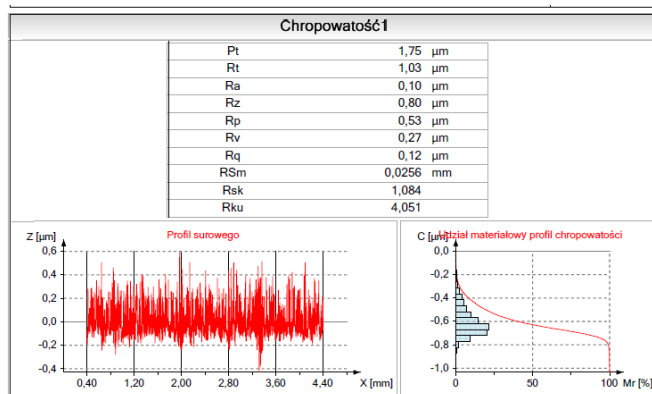 Chropowatość1
Pt 1,75 µm
Rt 1,03 µm
Ra 0,10 µm
Rz 0,80 µm
Rp 0,53 µm
Rv 0,27 µm
Rq 0,12 µm
RSm 0,0256 mm
Rsk 1,084
Rku 4,051
Z [µm] Profil surowego
0,6
0,4
0,2
0,0
-0,2
-0,4
0,40 1,20 2,00 2,80 3,60 4,40 X [mm]
C [µm] Udział materiałowy profil chropowatości
0,0
-0,2
-0,4
-0,6
-0,8
-1,0
0 50 100 Mr [%]